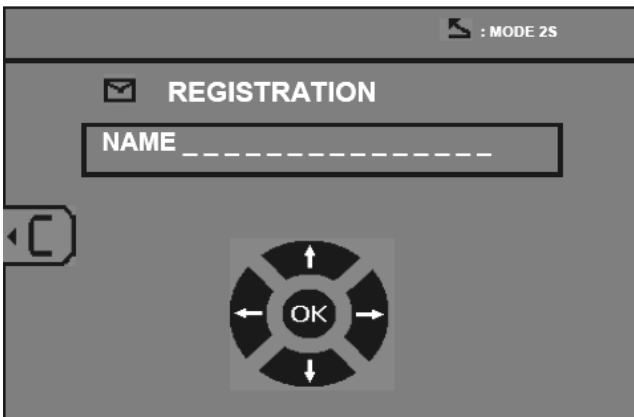 : MODE 2S
REGISTRATION
NAME _ _ _ _ _ _ _ _ _ _ _ _ _ _ _
C
OK